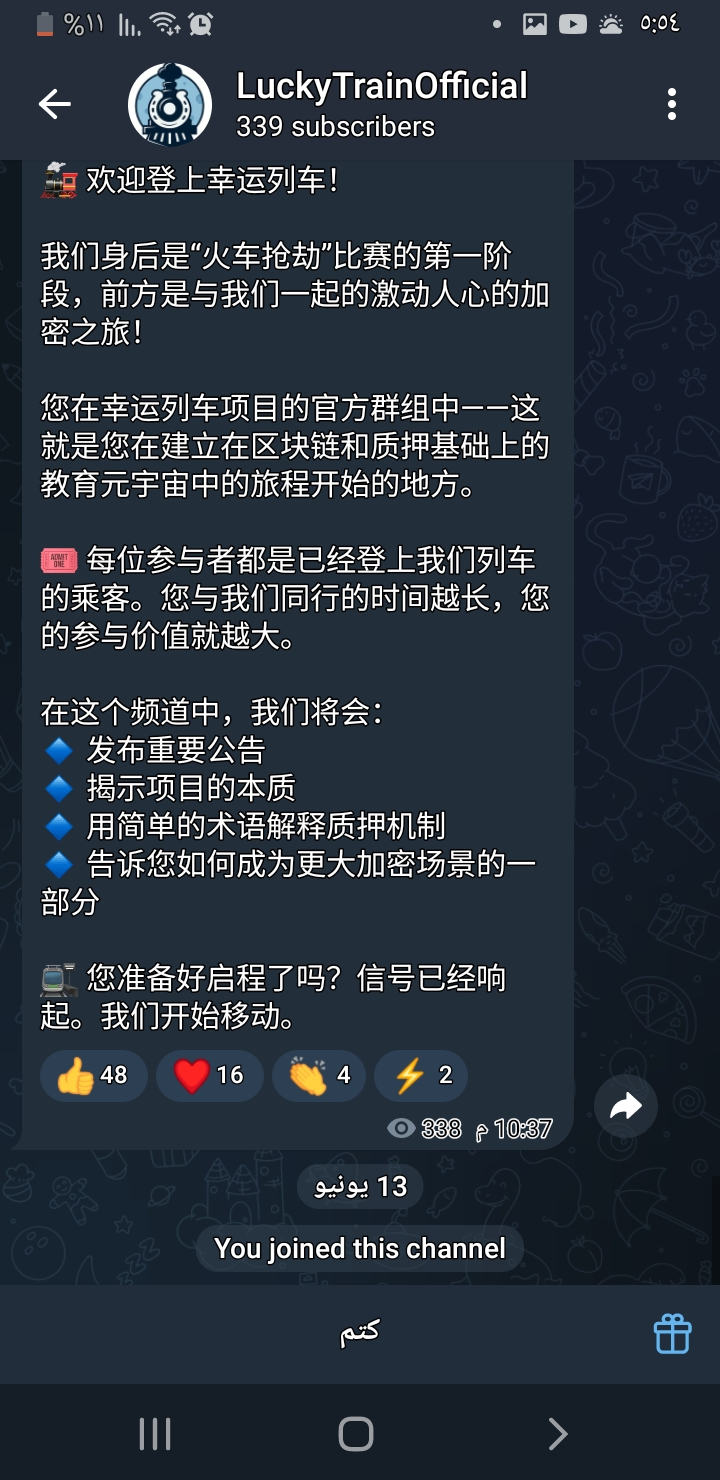 %١١
٥:٥٤
LuckyTrainOfficial
339 subscribers
欢迎登上幸运列车！
我们身后是“火车抢劫”比赛的第一阶
段，前方是与我们一起的激动人心的加
密之旅！
您在幸运列车项目的官方群组中——这
就是您在建立在区块链和质押基础上的
教育元宇宙中的旅程开始的地方。
ADMIT ONE 每位参与者都是已经登上我们列车
的乘客。您与我们同行的时间越长，您
的参与价值就越大。
在这个频道中，我们将会：
发布重要公告
揭示项目的本质
用简单的术语解释质押机制
告诉您如何成为更大加密场景的一
部分
您准备好启程了吗？信号已经响
起。我们开始移动。
48 16 4 2
338 10:37 م
13 يونيو
You joined this channel
كتم